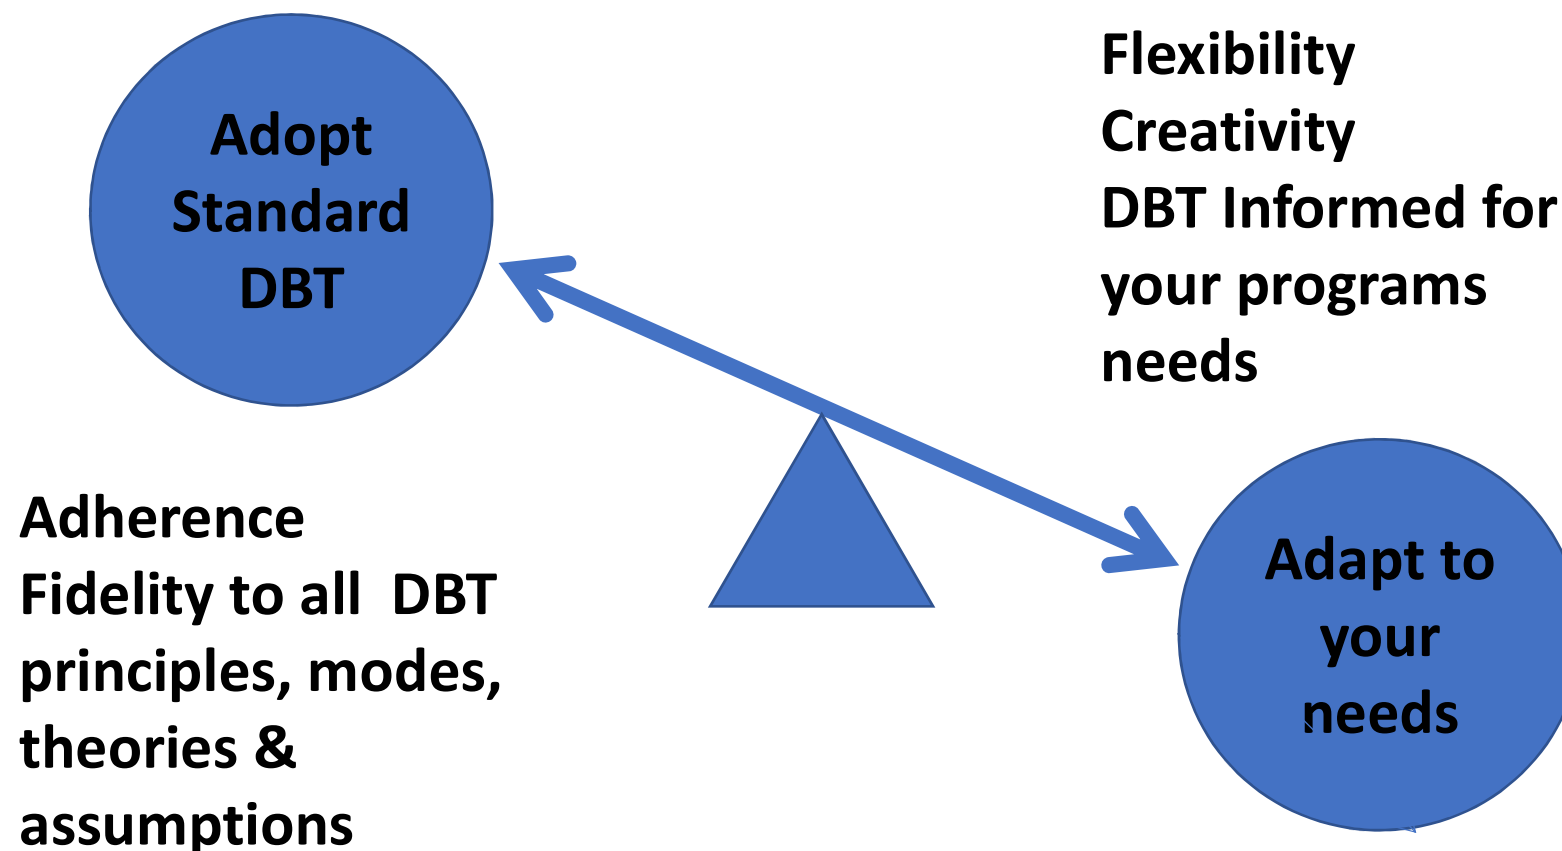 Adopt
Standard
DBT
Flexibility
Creativity
DBT Informed for
your programs
needs
Adherence
Fidelity to all  DBT
principles, modes,
theories &
assumptions
Adapt to
your
needs